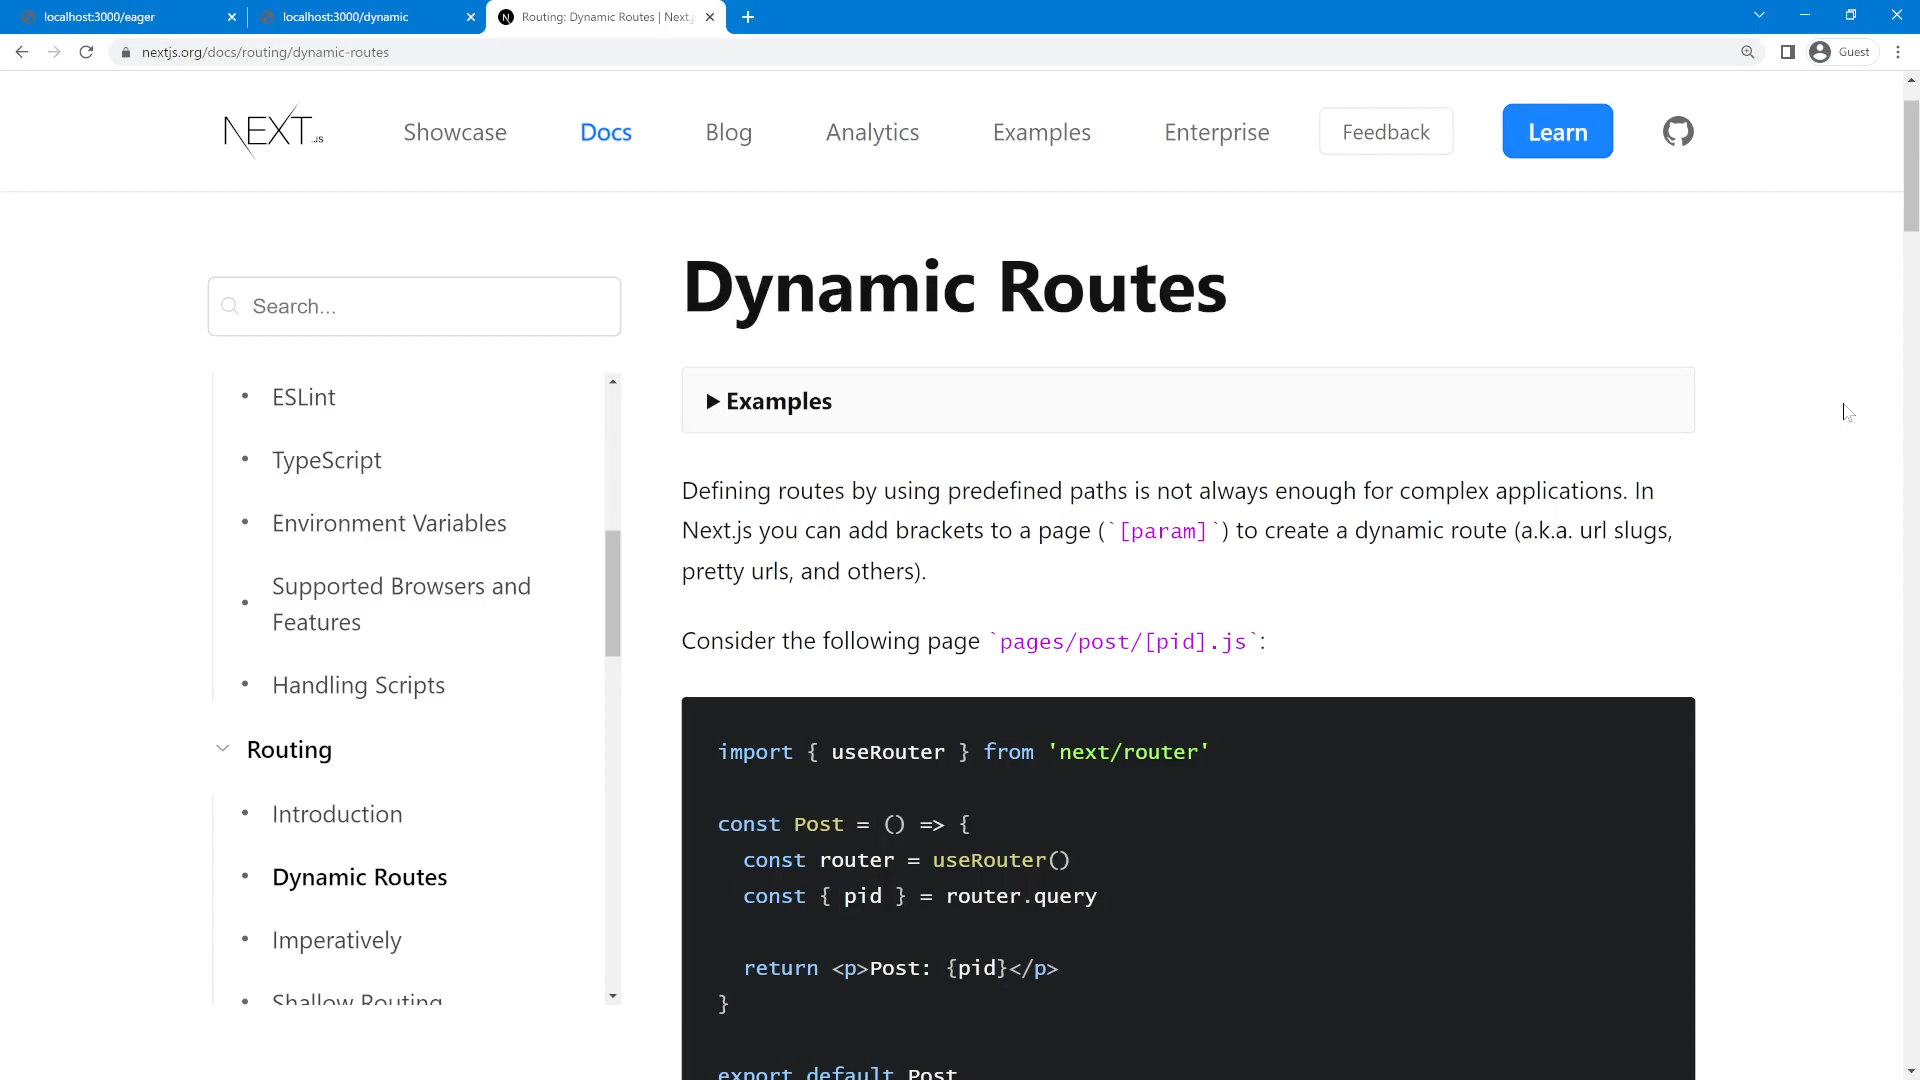 localhost:3000/eager
localhost:3000/dynamic
Routing: Dynamic Routes | Next.j
nextjs.org/docs/routing/dynamic-routes
Guest
NEXT.JS
Showcase
Docs
Blog
Analytics
Examples
Enterprise
Feedback
Learn
Search...
ESLint
TypeScript
Environment Variables
Supported Browsers and
Features
Handling Scripts
Routing
Introduction
Dynamic Routes
Imperatively
Shallow Routing
Dynamic Routes
Examples
Defining routes by using predefined paths is not always enough for complex applications. In
Next.js you can add brackets to a page (`[param]`) to create a dynamic route (a.k.a. url slugs,
pretty urls, and others).
Consider the following page `pages/post/[pid].js`:
import { useRouter } from 'next/router'
const Post = () => {
const router = useRouter()
const { pid } = router.query
return <p>Post: {pid}</p>
}
export default Post